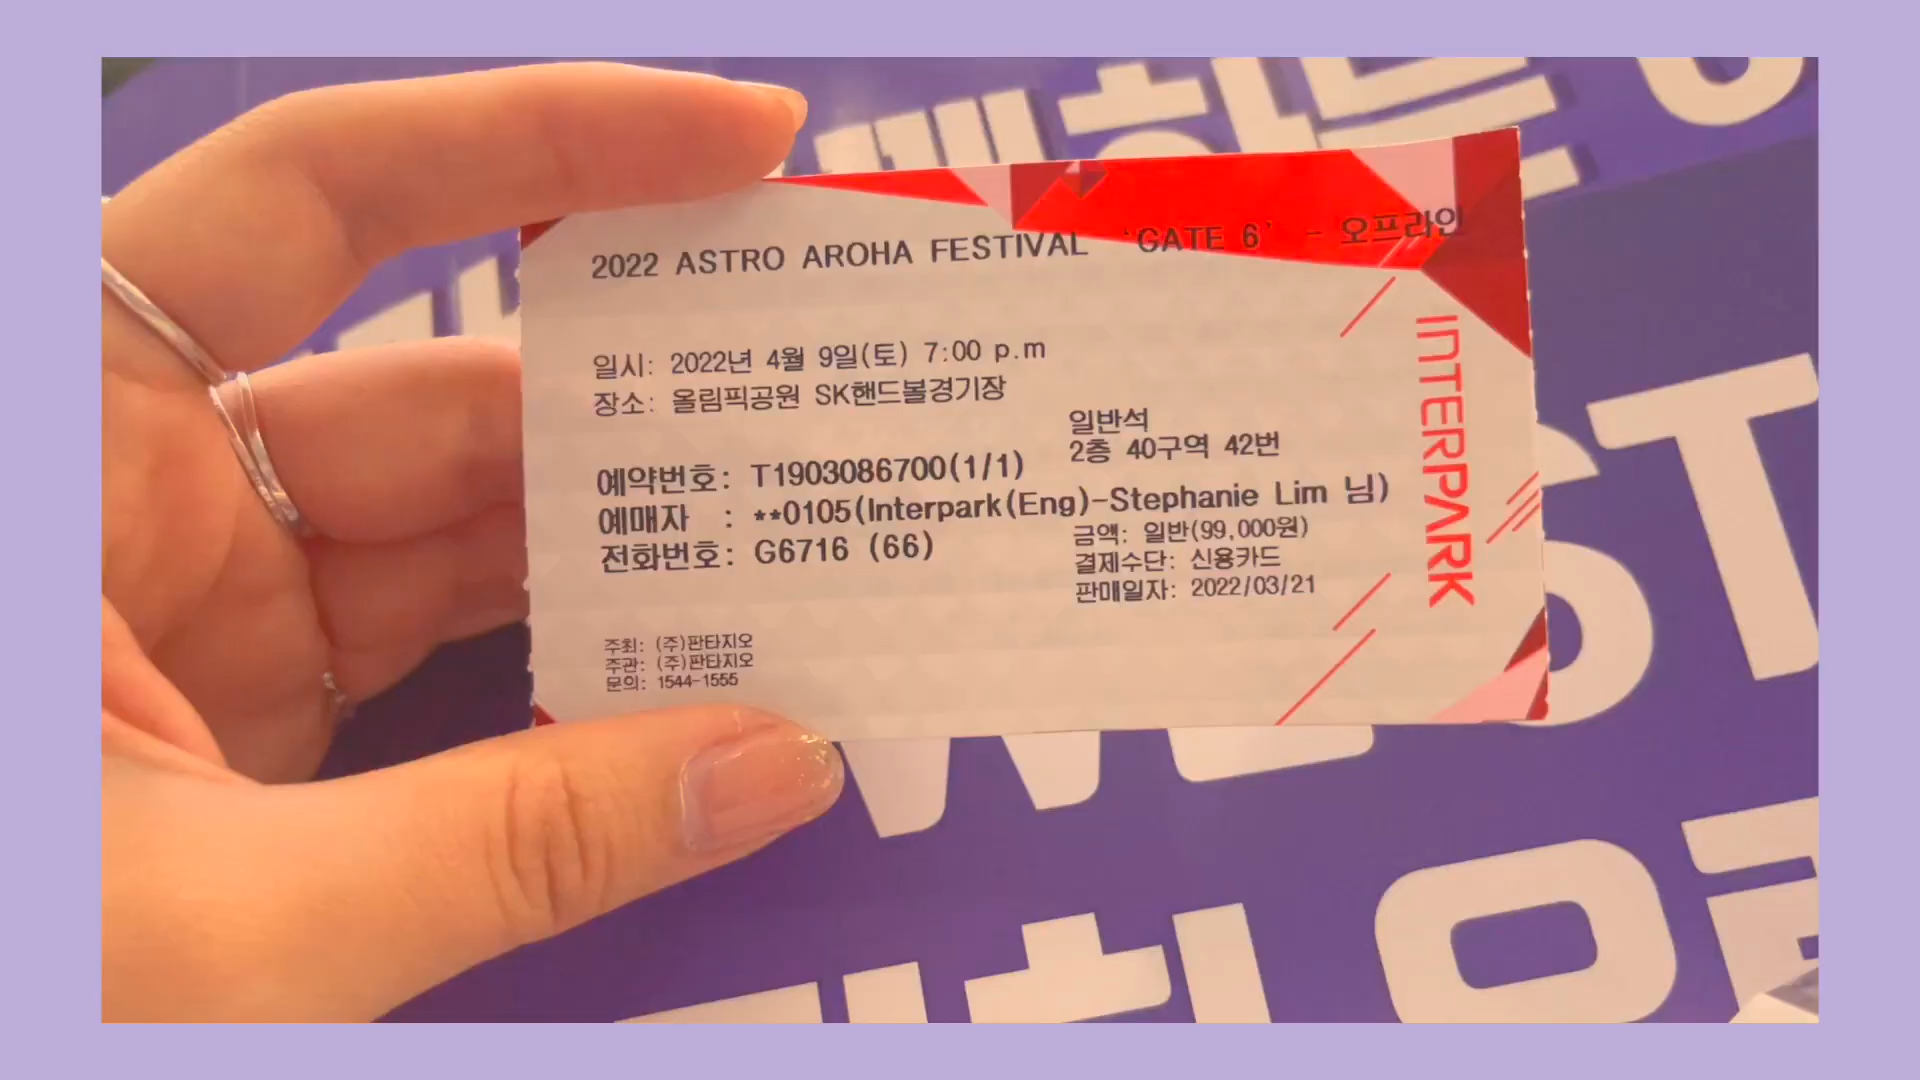 2022 ASTRO AROHA FESTIVAL 'GATE 6' - 오프라인
일시: 2022년 4월 9일(토) 7:00 p.m
장소: 올림픽공원 SK핸드볼경기장
일반석
2층 40구역 42번
예약번호: T1903086700(1/1)
예매자 : **0105(Interpark(Eng)-Stephanie Lim 님)
전화번호: G6716 (66)
금액: 일반(99,000원)
결제수단: 신용카드
판매일자: 2022/03/21
주최: (주)판타지오
주관: (주)판타지오
문의: 1544-1555
INTERPARK